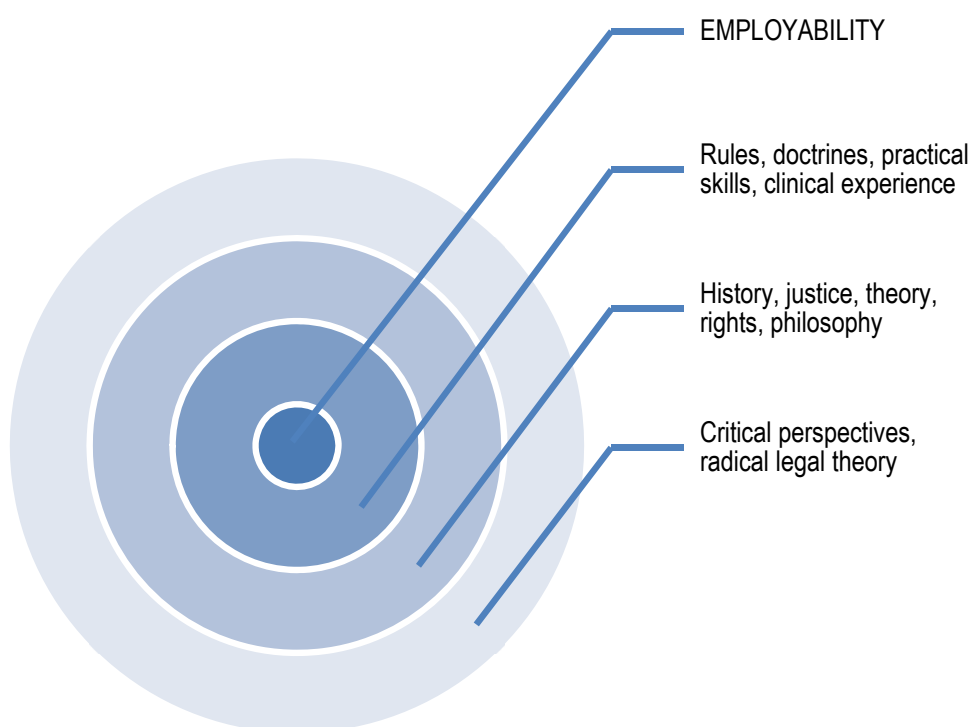 EMPLOYABILITY
Rules, doctrines, practical
skills, clinical experience
History, justice, theory,
rights, philosophy
Critical perspectives,
radical legal theory